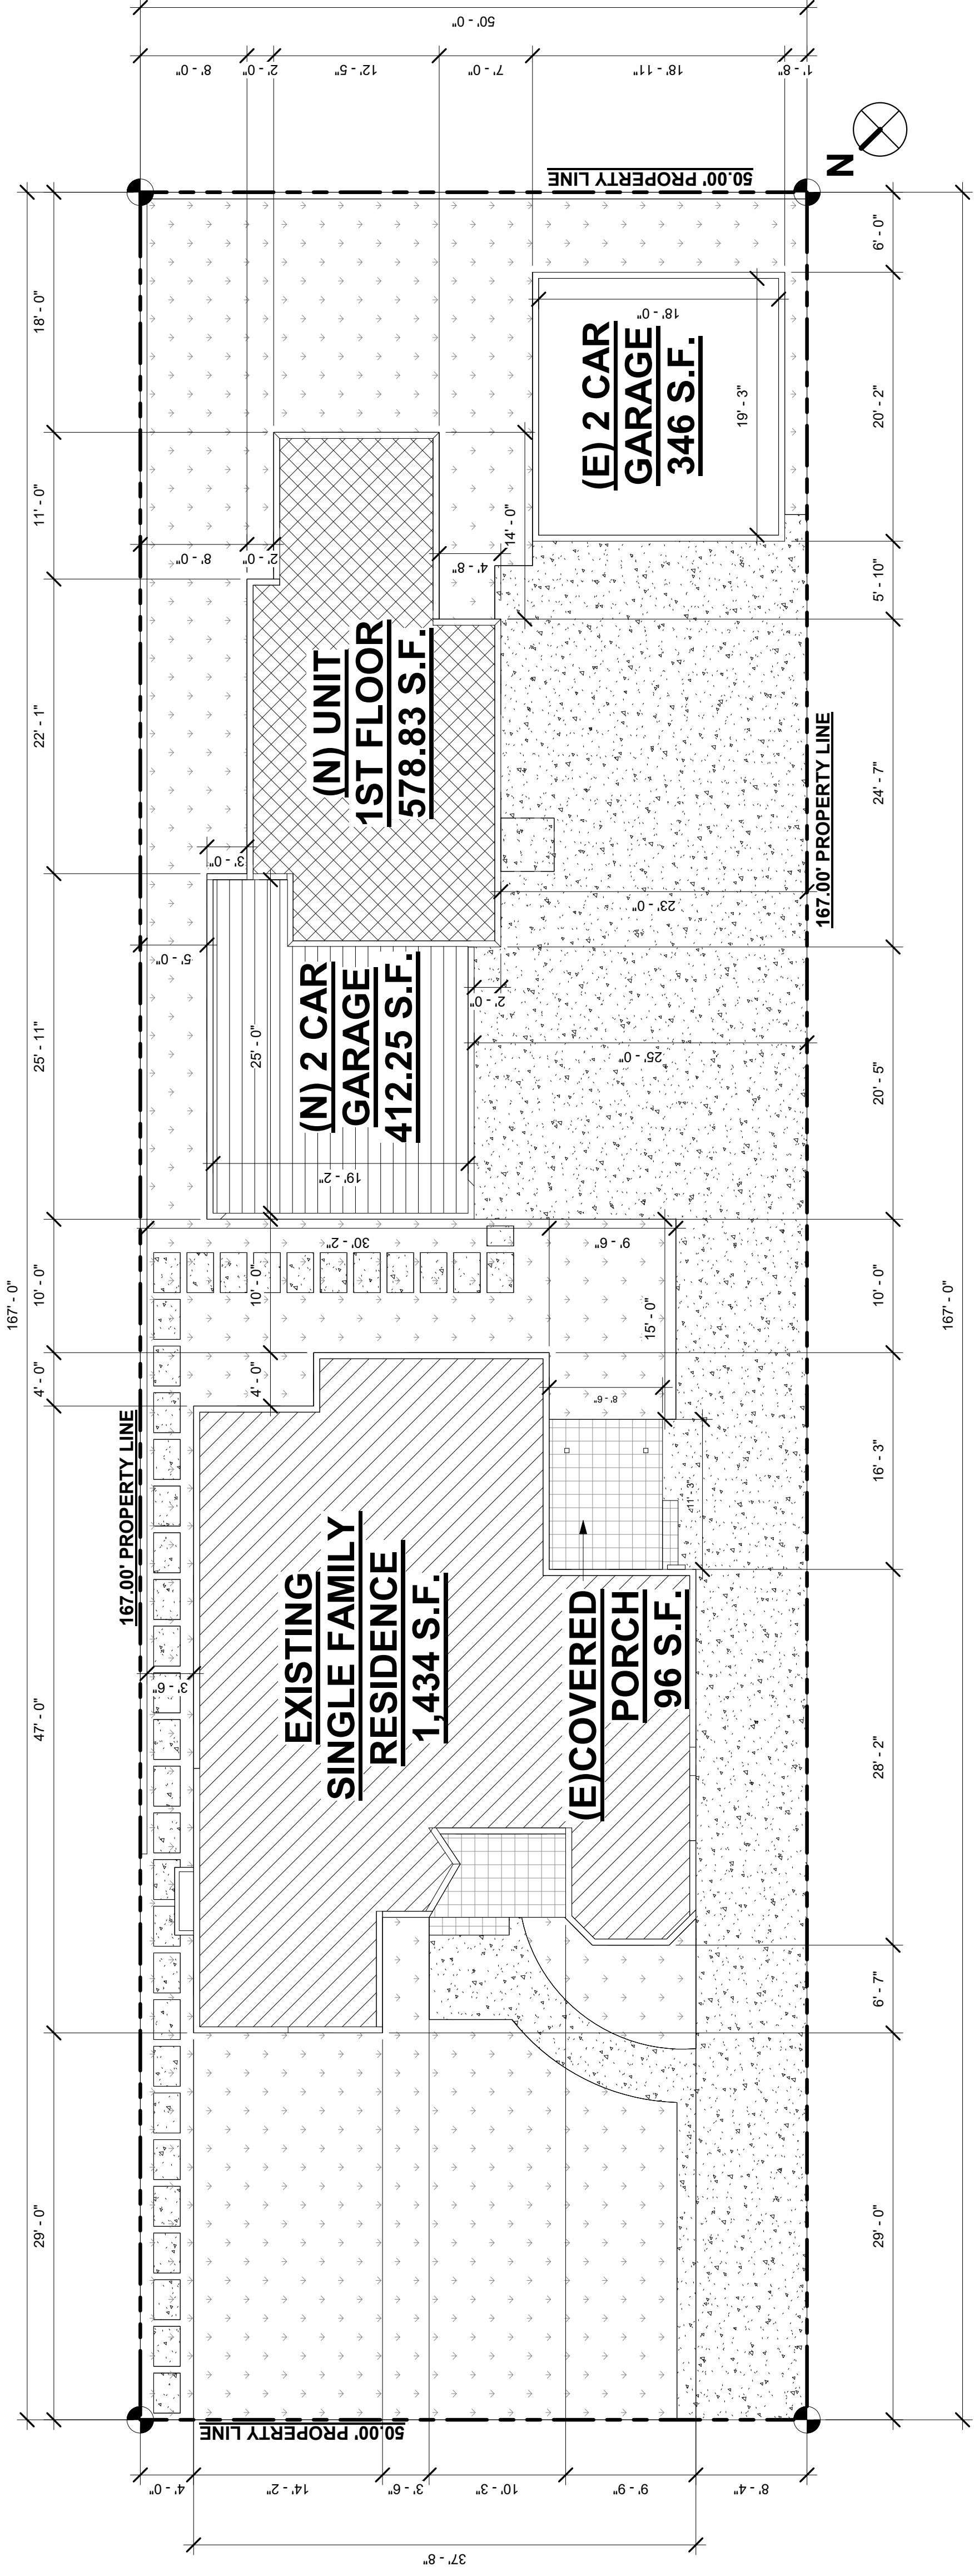 50' - 0"
8' - 0"
2' - 0"
12' - 5"
7' - 0"
18' - 11"
1' - 8"
N
50.00' PROPERTY LINE
18' - 0"
11' - 0"
22' - 1"
25' - 11"
10' - 0"
4' - 0"
47' - 0"
29' - 0"
167' - 0"
6' - 0"
20' - 2"
5' - 10"
24' - 7"
20' - 5"
10' - 0"
16' - 3"
28' - 2"
6' - 7"
29' - 0"
167' - 0"
(E) 2 CAR
GARAGE
346 S.F.
18' - 0"
19' - 3"
8' - 0"
2' - 0"
14' - 0"
4' - 8"
(N) UNIT
1ST FLOOR
578.83 S.F.
3' - 0"
23' - 0"
167.00' PROPERTY LINE
5' - 0"
(N) 2 CAR
GARAGE
412.25 S.F.
25' - 0"
2' - 0"
25' - 0"
19' - 2"
30' - 2"
9' - 6"
10' - 0"
15' - 0"
4' - 0"
8' - 6"
11' - 3"
167.00' PROPERTY LINE
EXISTING
SINGLE FAMILY
RESIDENCE
1,434 S.F.
(E)COVERED
PORCH
96 S.F.
3' - 6"
50.00' PROPERTY LINE
4' - 0"
14' - 2"
3' - 6"
10' - 3"
9' - 9"
8' - 4"
37' - 8"